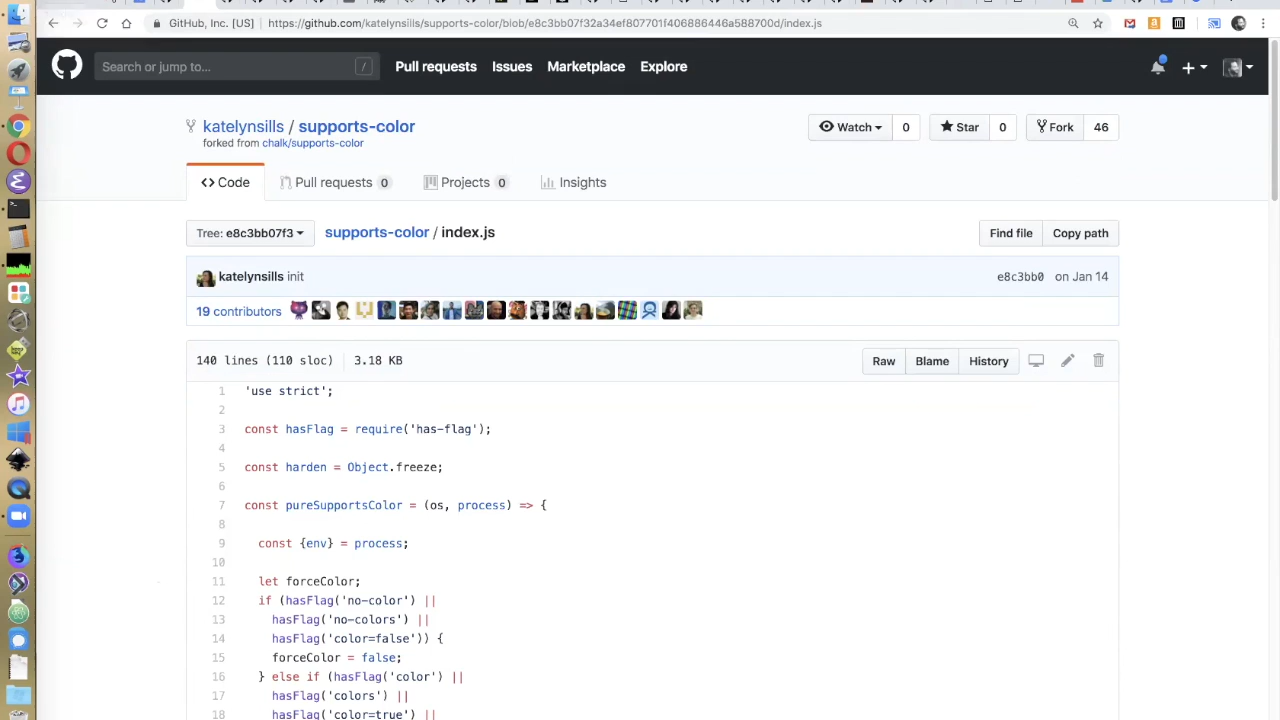 GitHub, Inc. [US] https://github.com/katelynsills/supports-color/blob/e8c3bb07f32a34ef807701f406886446a588700d/index.js
Search or jump to… /
Pull requests Issues Marketplace Explore
katelynsills / supports-color
forked from chalk/supports-color
Watch 0 Star 0 Fork 46
Code Pull requests 0 Projects 0 Insights
Tree: e8c3bb07f3 supports-color / index.js Find file Copy path
katelynsills init e8c3bb0 on Jan 14
19 contributors
140 lines (110 sloc) 3.18 KB Raw Blame History
1 'use strict';
2
3 const hasFlag = require('has-flag');
4
5 const harden = Object.freeze;
6
7 const pureSupportsColor = (os, process) => {
8
9 const {env} = process;
10
11 let forceColor;
12 if (hasFlag('no-color') ||
13 hasFlag('no-colors') ||
14 hasFlag('color=false')) {
15 forceColor = false;
16 } else if (hasFlag('color') ||
17 hasFlag('colors') ||
18 hasFlag('color=true') ||